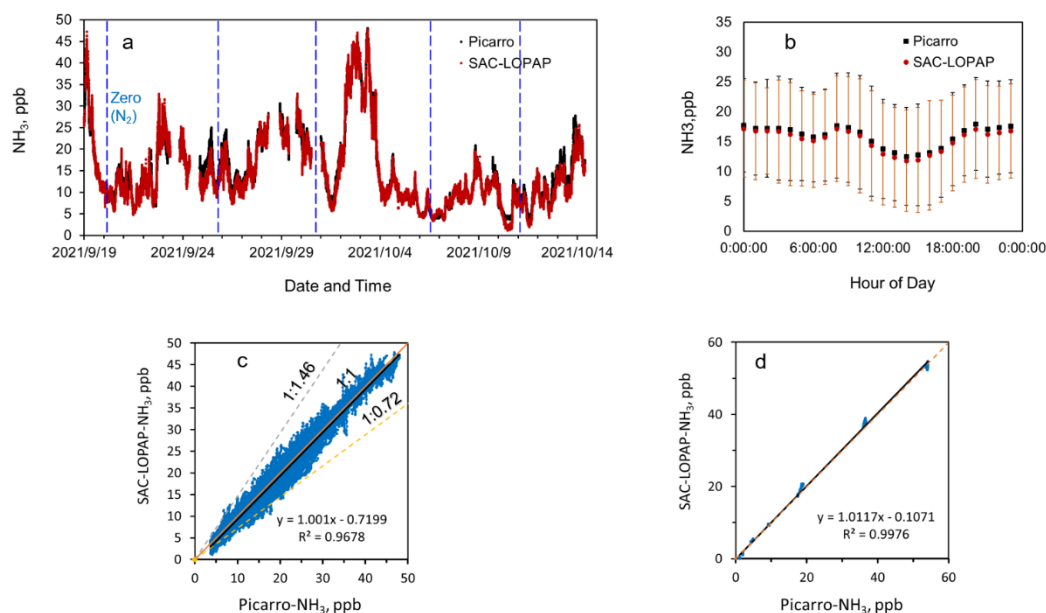 a
Picarro
SAC-LOPAP
Zero
(N₂)
NH₃, ppb
50
45
40
35
30
25
20
15
10
5
0
2021/9/19 2021/9/24 2021/9/29 2021/10/4 2021/10/9 2021/10/14
Date and Time
b
Picarro
SAC-LOPAP
NH3,ppb
35
30
25
20
15
10
5
0
0:00:00 6:00:00 12:00:00 18:00:00 0:00:00
Hour of Day
c
1:1.46
1:1
1:0.72
SAC-LOPAP-NH₃, ppb
50
45
40
35
30
25
20
15
10
5
0
y = 1.001x - 0.7199
R² = 0.9678
0 10 20 30 40 50
Picarro-NH₃, ppb
d
SAC-LOPAP-NH₃, ppb
60
40
20
0
y = 1.0117x - 0.1071
R² = 0.9976
0 20 40 60
Picarro-NH₃, ppb